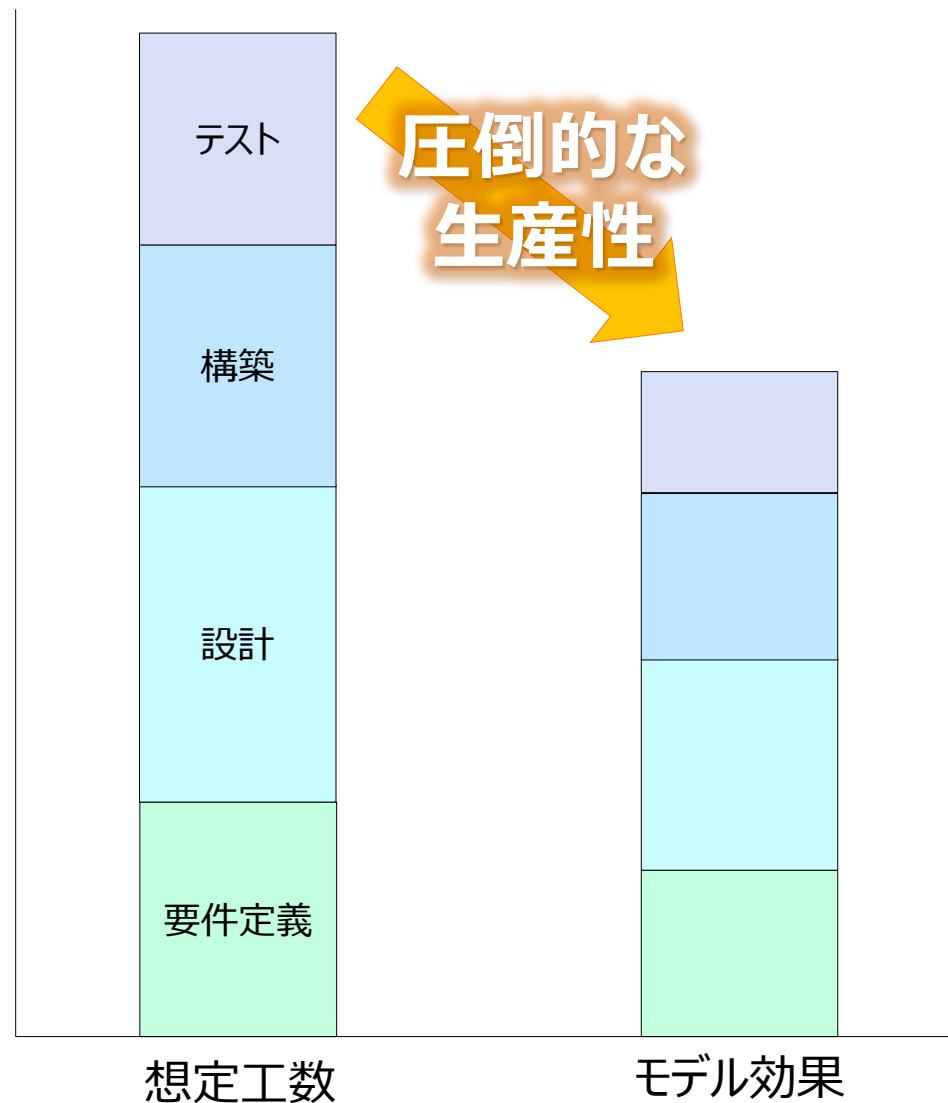 テスト
圧倒的な
生産性
構築
設計
要件定義
想定工数
モデル効果